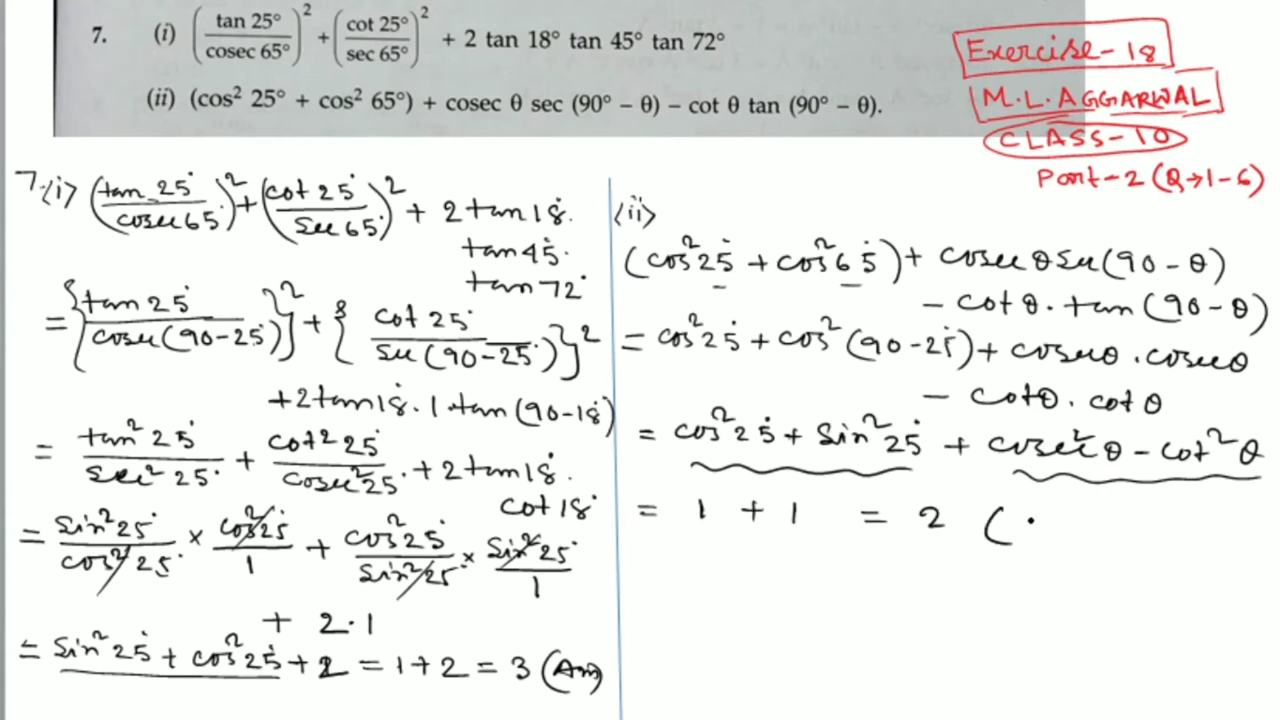 7. (i) (tan 25° / cosec 65°)² + (cot 25° / sec 65°)² + 2 tan 18° tan 45° tan 72°
(ii) (cos² 25° + cos² 65°) + cosec θ sec (90° − θ) − cot θ tan (90° − θ).
Exercise-18
M.L.AGGARWAL
CLASS-10
Part-2 (Q→1-6)
7.(i) (tan 25° / cosec 65°)² + (cot 25° / sec 65°)² + 2 tan 18°.
tan 45°.
tan 72°
= {tan 25° / cosec (90-25°)}² + {cot 25° / sec (90-25°)}²
+ 2 tan 18°. 1. tan (90-18°)
= tan² 25° / sec² 25° + cot² 25° / cosec² 25° + 2 tan 18°.
cot 18°
= sin² 25° / cos² 25° × cos² 25° / 1 + cos² 25° / sin² 25° × sin² 25° / 1
+ 2.1
= sin² 25° + cos² 25° + 2 = 1+2 = 3 (Ans)
(ii)
(cos² 25° + cos² 65°) + cosec θ sec (90-θ)
- cot θ. tan (90-θ)
= cos² 25° + cos² (90-25°) + cosec θ. cosec θ
- cot θ. cot θ
= cos² 25° + sin² 25° + cosec² θ - cot² θ
= 1 + 1 = 2 (